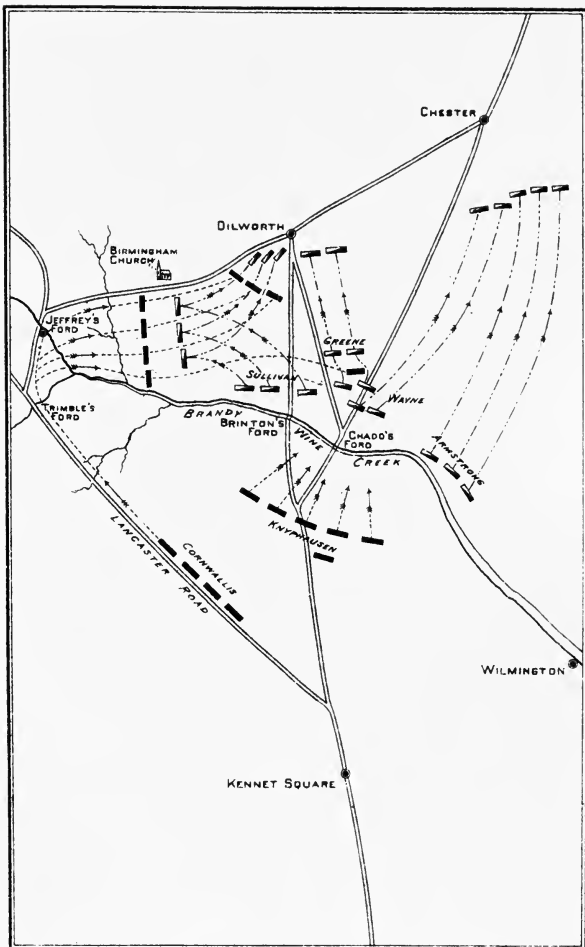 CHESTER
DILWORTH
BIRMINGHAM
CHURCH
JEFFREY'S
FORD
GREENE
SULLIVAN
WAYNE
TRIMBLE'S
FORD
BRANDY
BRINTON'S
FORD
WINE
CHADD'S
FORD
CREEK
ARMSTRONG
KNYPHAUSEN
CORNWALLIS
LANCASTER
ROAD
WILMINGTON
KENNET SQUARE